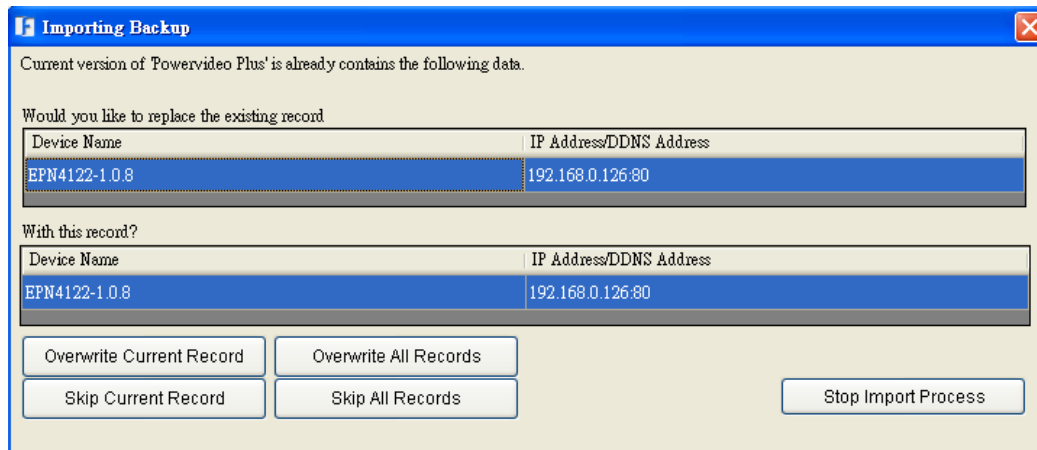 Importing Backup
Current version of 'Powervideo Plus' is already contains the following data.
Would you like to replace the existing record
Device Name IP Address/DDNS Address
EPN4122-1.0.8 192.168.0.126:80
With this record?
Device Name IP Address/DDNS Address
EPN4122-1.0.8 192.168.0.126:80
Overwrite Current Record Overwrite All Records
Skip Current Record Skip All Records Stop Import Process